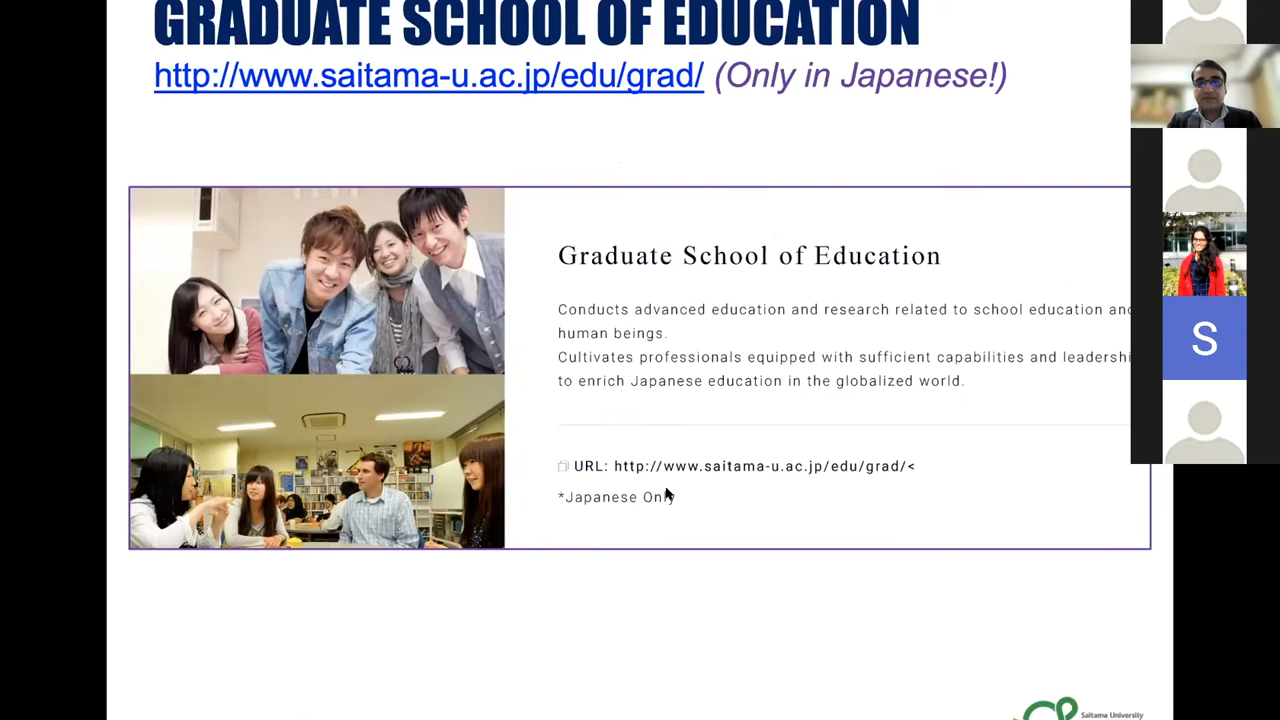 GRADUATE SCHOOL OF EDUCATION
http://www.saitama-u.ac.jp/edu/grad/ (Only in Japanese!)
Graduate School of Education
Conducts advanced education and research related to school education and
human beings.
Cultivates professionals equipped with sufficient capabilities and leadershi
to enrich Japanese education in the globalized world.
URL: http://www.saitama-u.ac.jp/edu/grad/<
*Japanese Only
S
Saitama University